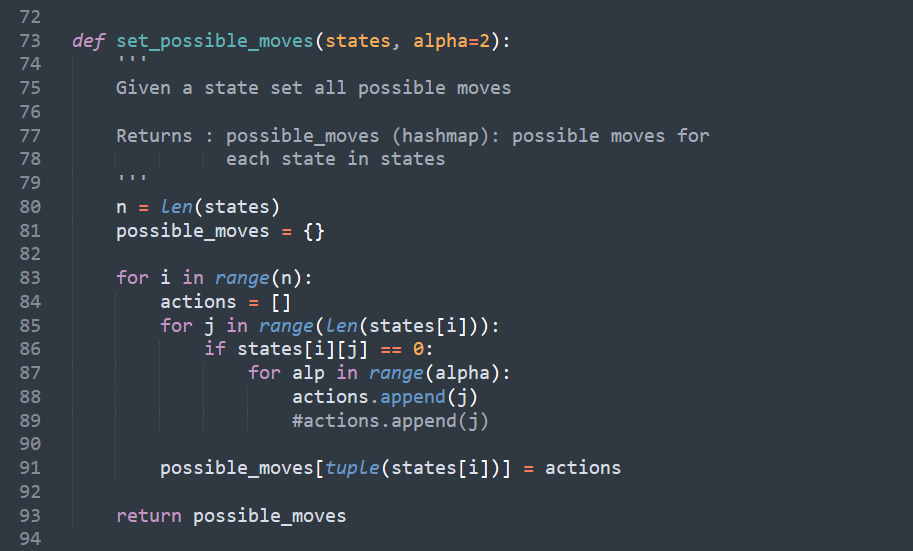 72
73 def set_possible_moves(states, alpha=2):
74     '''
75     Given a state set all possible moves
76
77     Returns : possible_moves (hashmap): possible moves for
78               each state in states
79     '''
80     n = len(states)
81     possible_moves = {}
82
83     for i in range(n):
84         actions = []
85         for j in range(len(states[i])):
86             if states[i][j] == 0:
87                 for alp in range(alpha):
88                     actions.append(j)
89                     #actions.append(j)
90
91         possible_moves[tuple(states[i])] = actions
92
93     return possible_moves
94